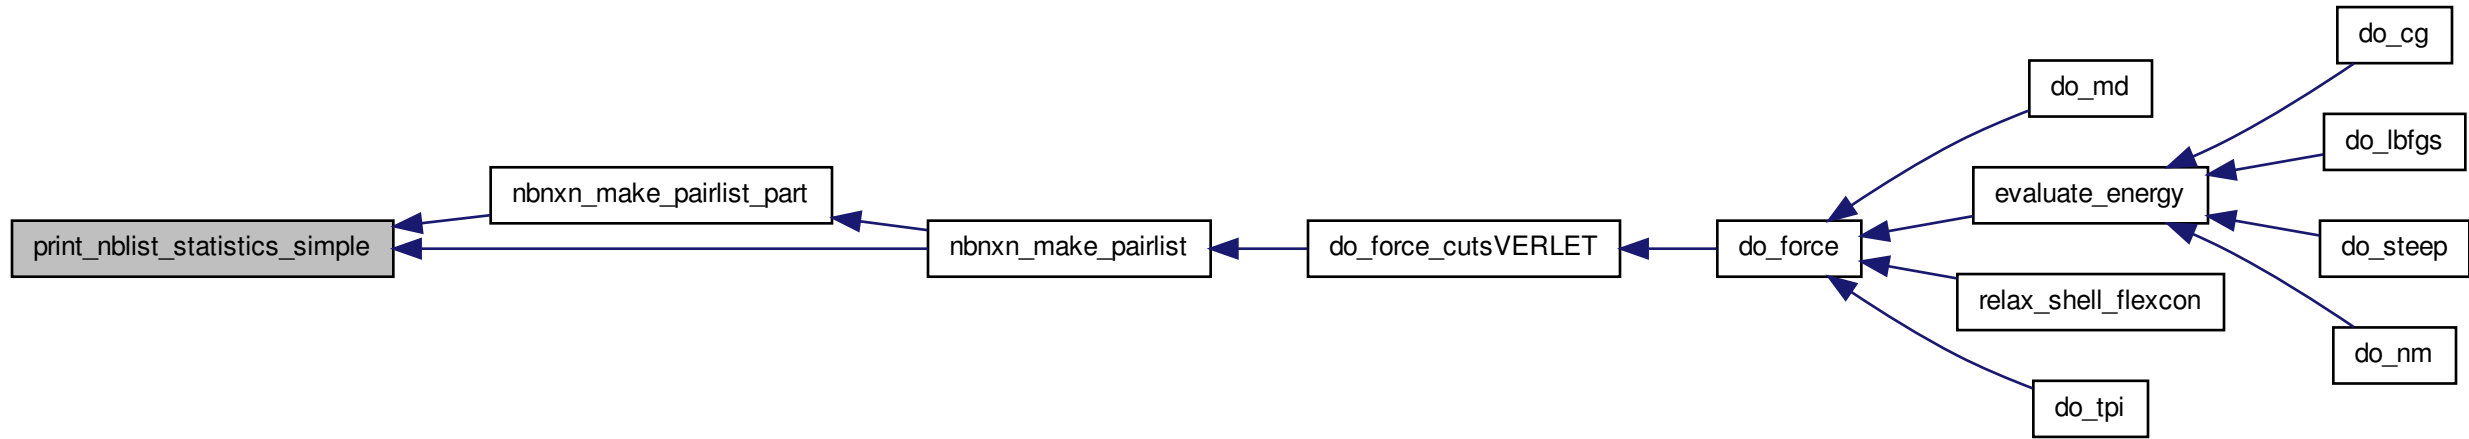 print_nblist_statistics_simple
nbnxn_make_pairlist_part
nbnxn_make_pairlist
do_force_cutsVERLET
do_force
do_md
evaluate_energy
relax_shell_flexcon
do_tpi
do_cg
do_lbfgs
do_steep
do_nm